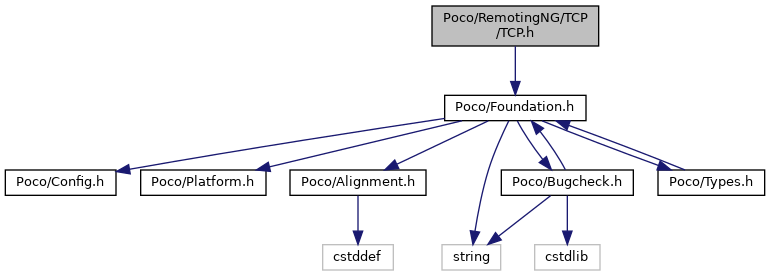 Poco/RemotingNG/TCP
/TCP.h
Poco/Foundation.h
Poco/Config.h
Poco/Platform.h
Poco/Alignment.h
Poco/Bugcheck.h
Poco/Types.h
cstddef
string
cstdlib